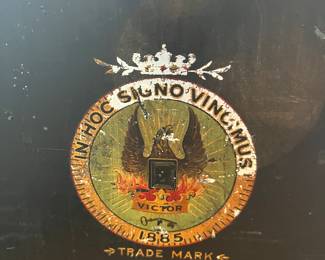 IN HOC SIGNO VINCIMUS
VICTOR
1885
TRADE MARK